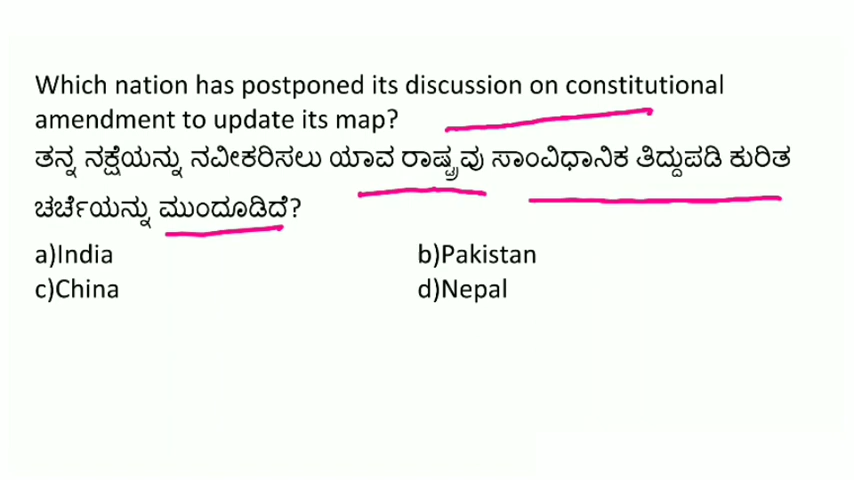 Which nation has postponed its discussion on constitutional
amendment to update its map?
ತನ್ನ ನಕ್ಷೆಯನ್ನು ನವೀಕರಿಸಲು ಯಾವ ರಾಷ್ಟ್ರವು ಸಾಂವಿಧಾನಿಕ ತಿದ್ದುಪಡಿ ಕುರಿತ
ಚರ್ಚೆಯನ್ನು ಮುಂದೂಡಿದೆ?
a)India b)Pakistan
c)China d)Nepal